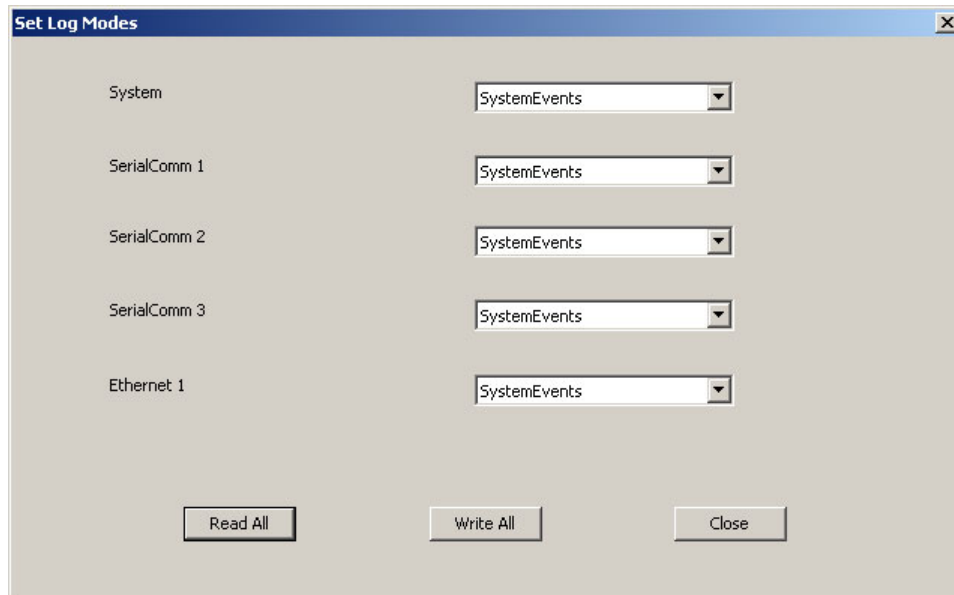 Set Log Modes
System SystemEvents
SerialComm 1 SystemEvents
SerialComm 2 SystemEvents
SerialComm 3 SystemEvents
Ethernet 1 SystemEvents
Read All Write All Close